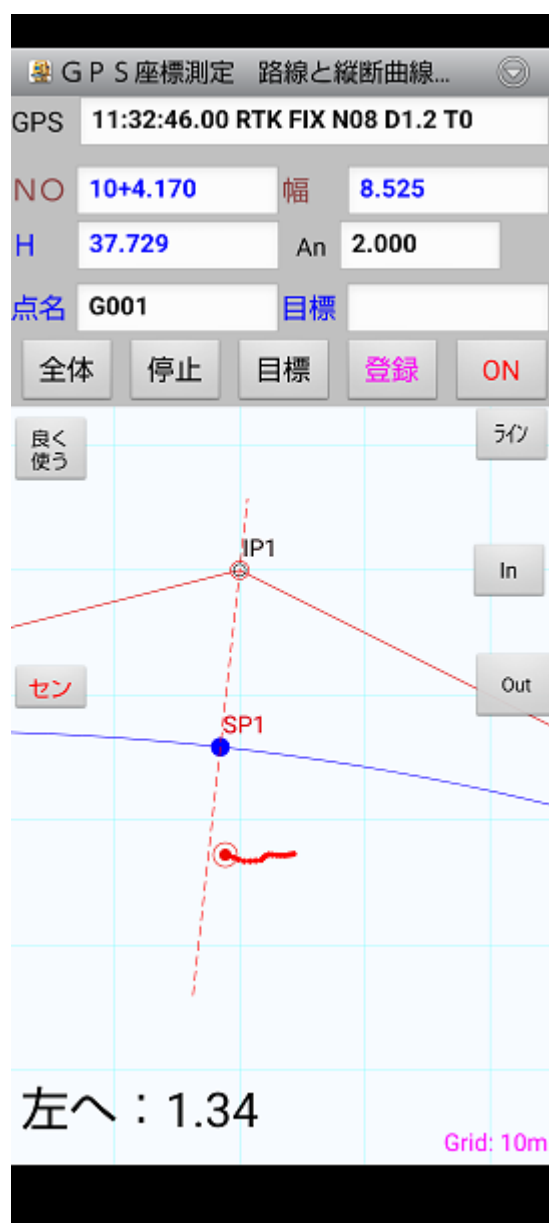 ＧＰＳ座標測定　路線と縦断曲線...
GPS 11:32:46.00 RTK FIX N08 D1.2 T0
ＮＯ 10+4.170 幅 8.525
H 37.729 An 2.000
点名 G001 目標
全体 停止 目標 登録 ON
良く使う ﾗｲﾝ
IP1
In
セン Out
SP1
左へ：1.34
Grid: 10m